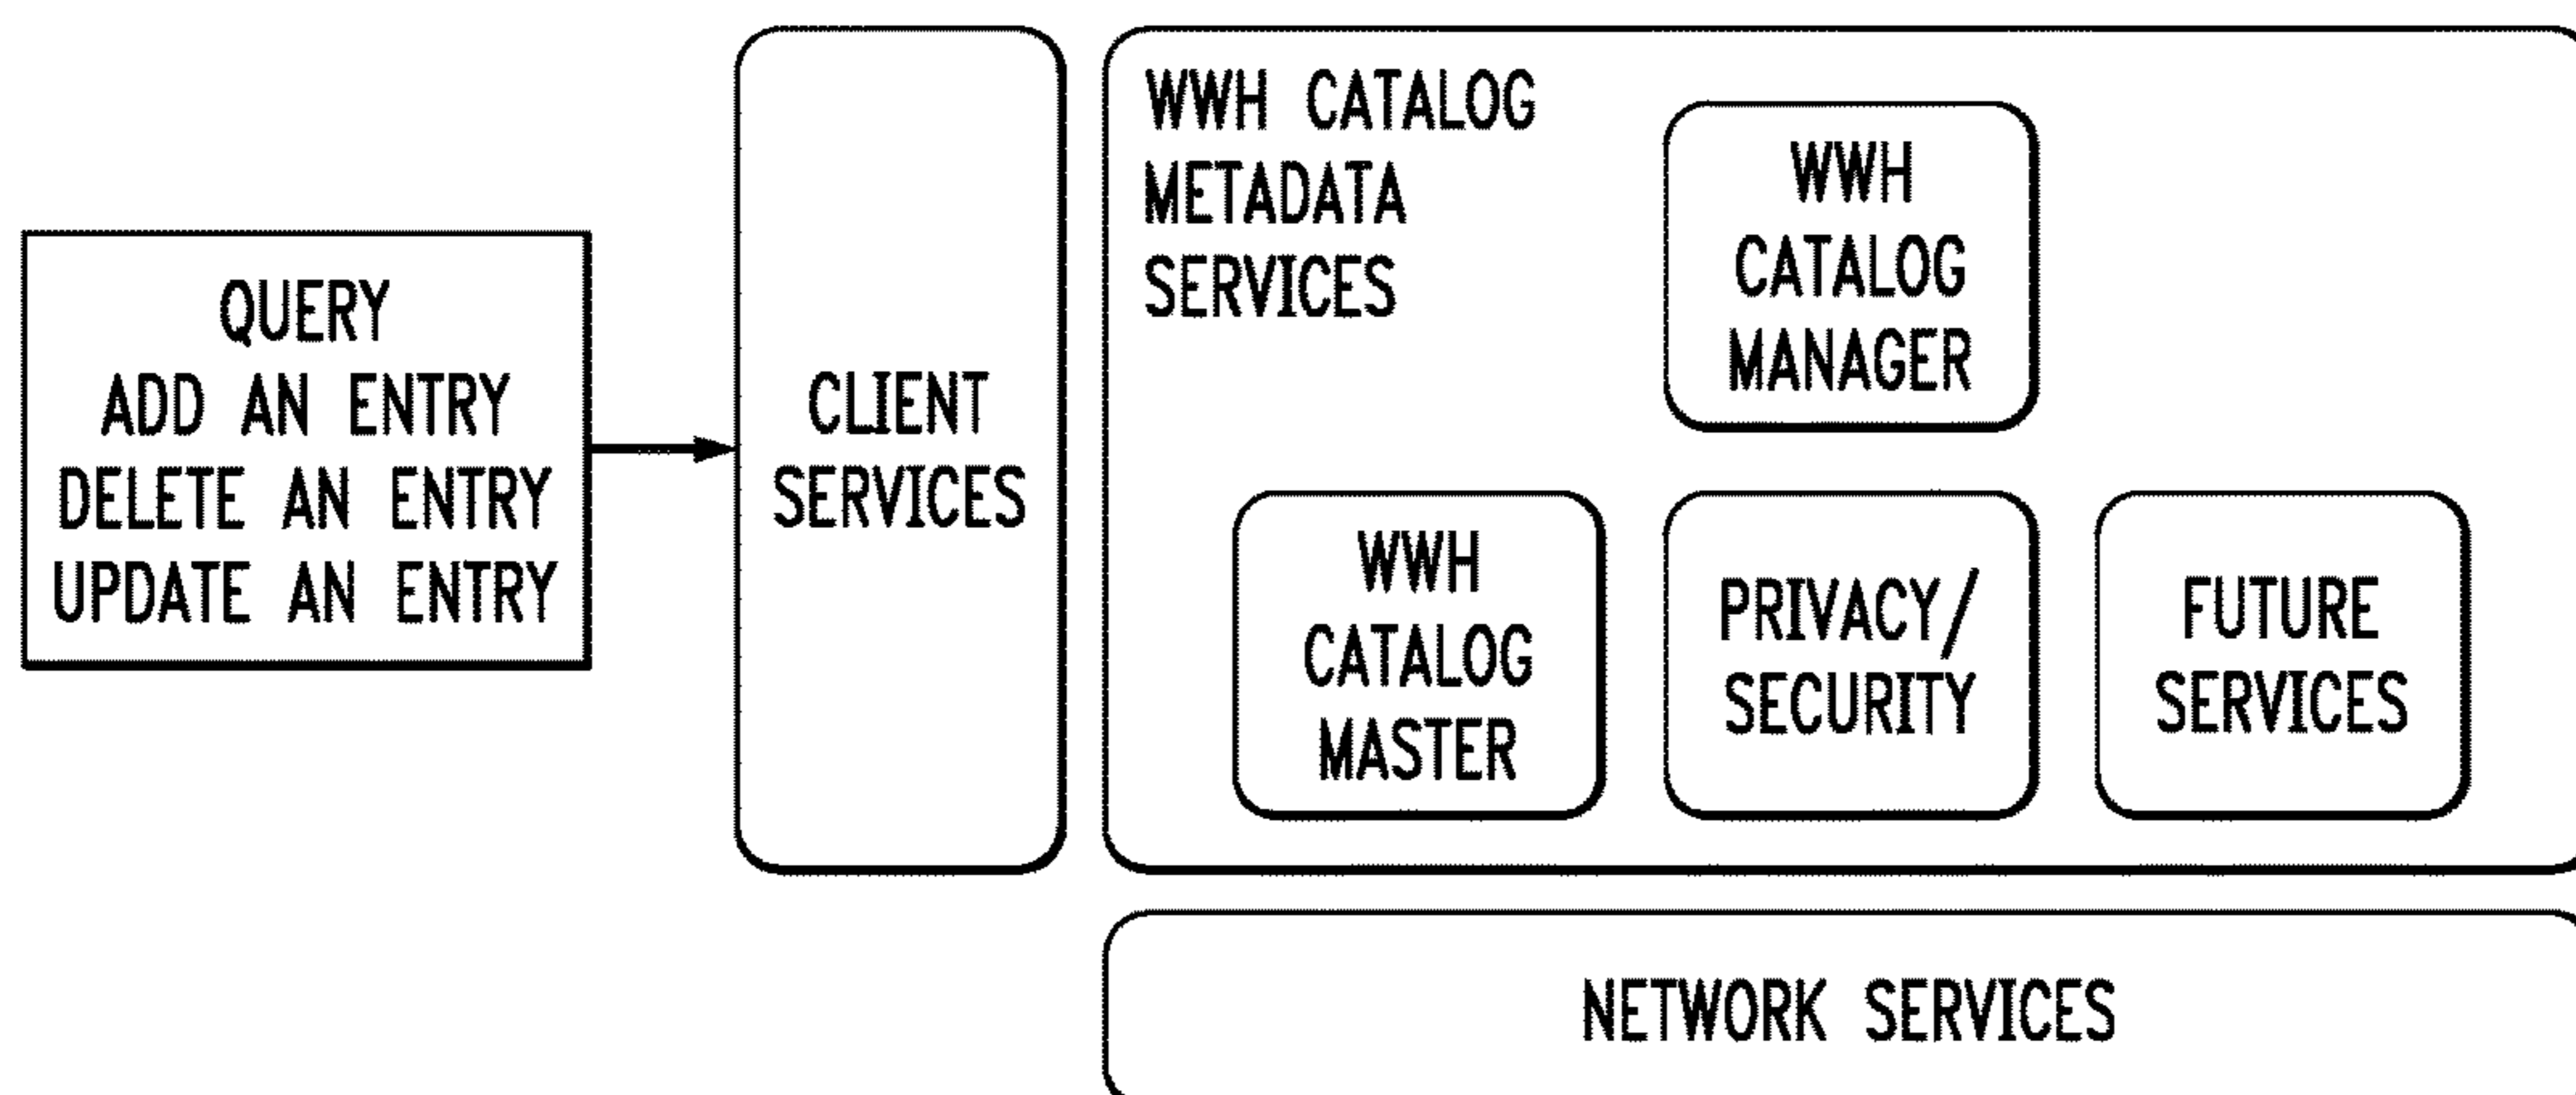 QUERY
ADD AN ENTRY
DELETE AN ENTRY
UPDATE AN ENTRY
CLIENT
SERVICES
WWH CATALOG
METADATA
SERVICES
WWH
CATALOG
MANAGER
WWH
CATALOG
MASTER
PRIVACY/
SECURITY
FUTURE
SERVICES
NETWORK SERVICES